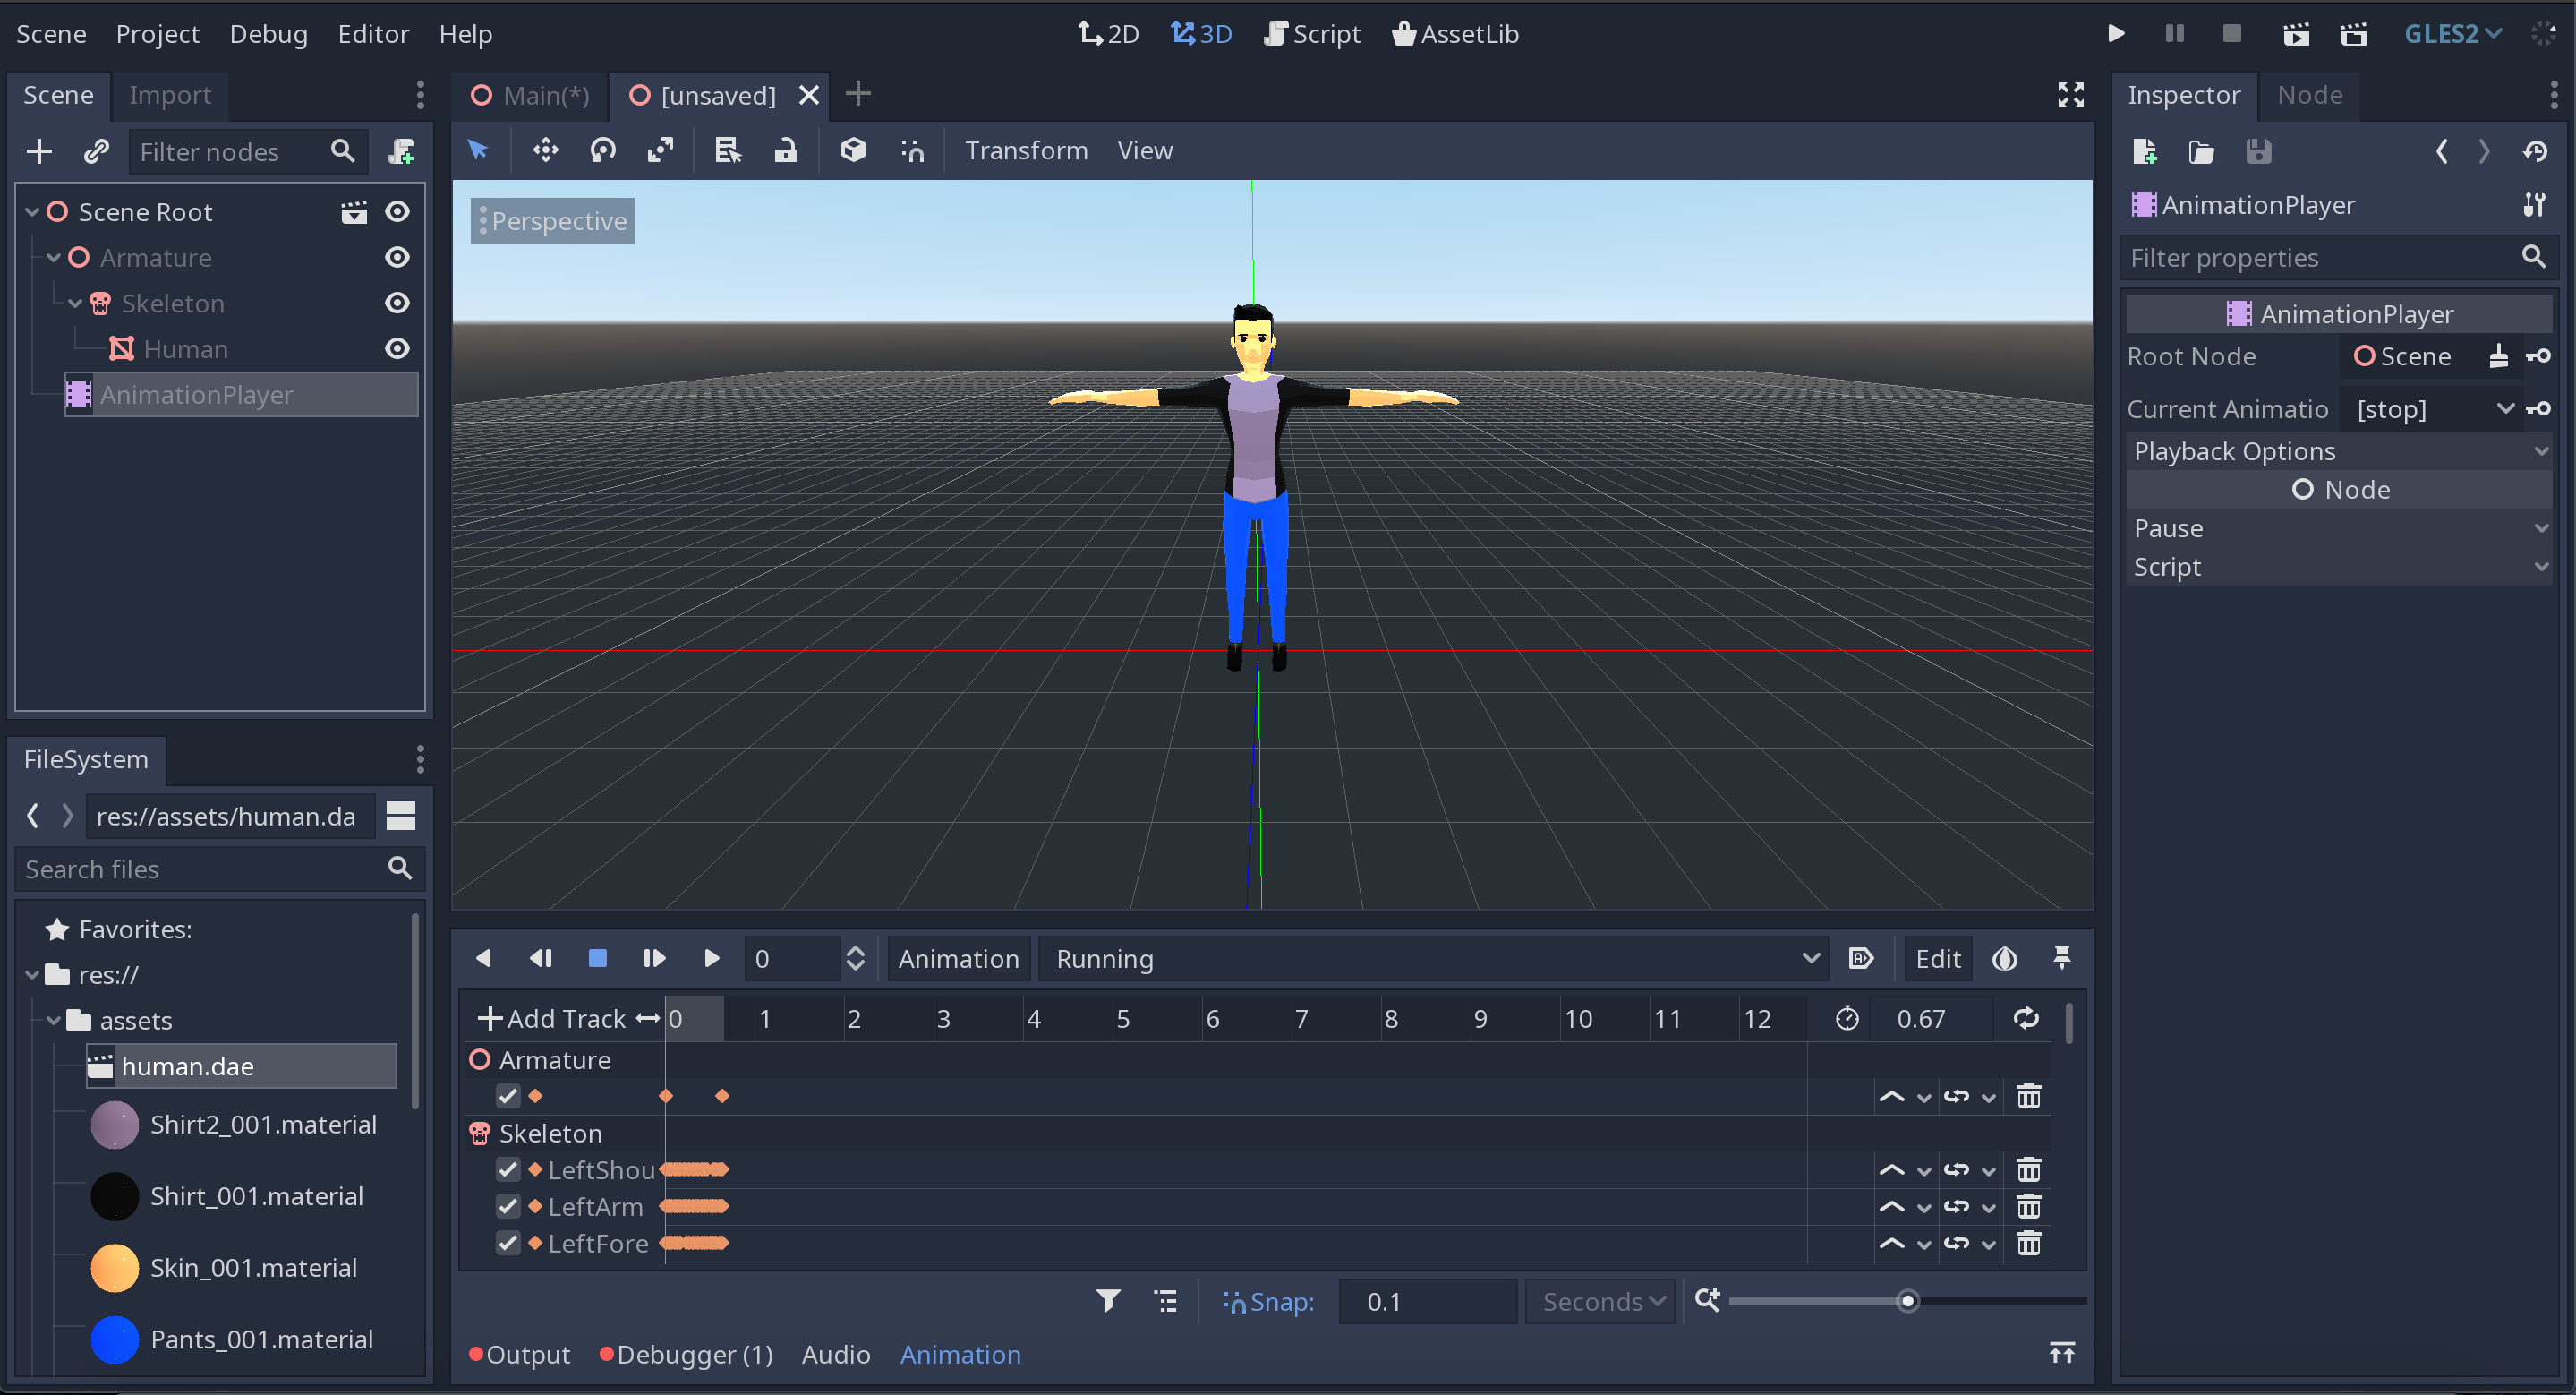 Scene Project Debug Editor Help
2D 3D Script AssetLib
GLES2
Scene Import
Filter nodes
Scene Root
Armature
Skeleton
Human
AnimationPlayer
FileSystem
res://assets/human.da
Search files
Favorites:
res://
assets
human.dae
Shirt2_001.material
Shirt_001.material
Skin_001.material
Pants_001.material
Main(*) [unsaved]
Transform View
Perspective
0 Animation Running Edit
Add Track 0 1 2 3 4 5 6 7 8 9 10 11 12 0.67
Armature
Skeleton
LeftShou
LeftArm
LeftFore
Snap: 0.1 Seconds
Output Debugger (1) Audio Animation
Inspector Node
AnimationPlayer
Filter properties
AnimationPlayer
Root Node Scene
Current Animatio [stop]
Playback Options
Node
Pause
Script